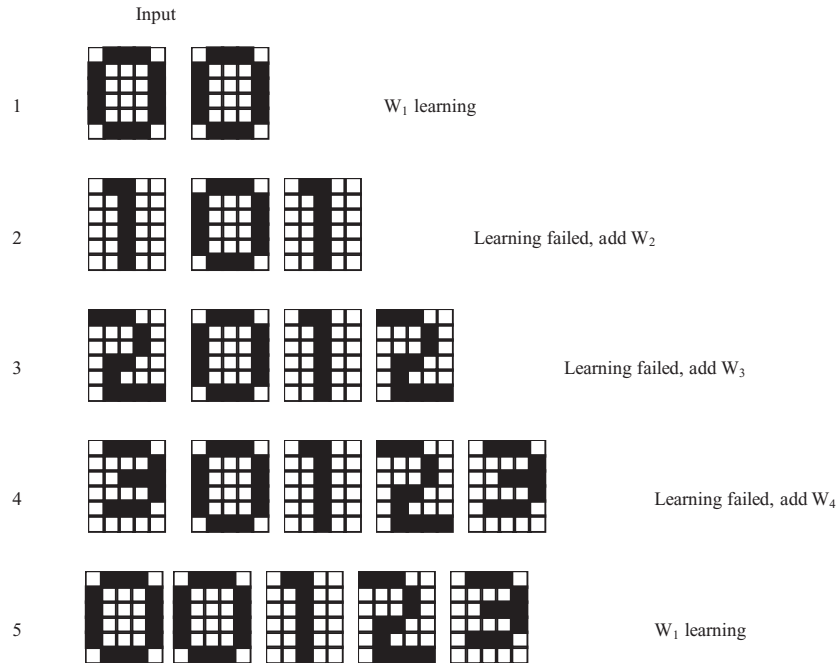 Input
1 W₁ learning
2 Learning failed, add W₂
3 Learning failed, add W₃
4 Learning failed, add W₄
5 W₁ learning